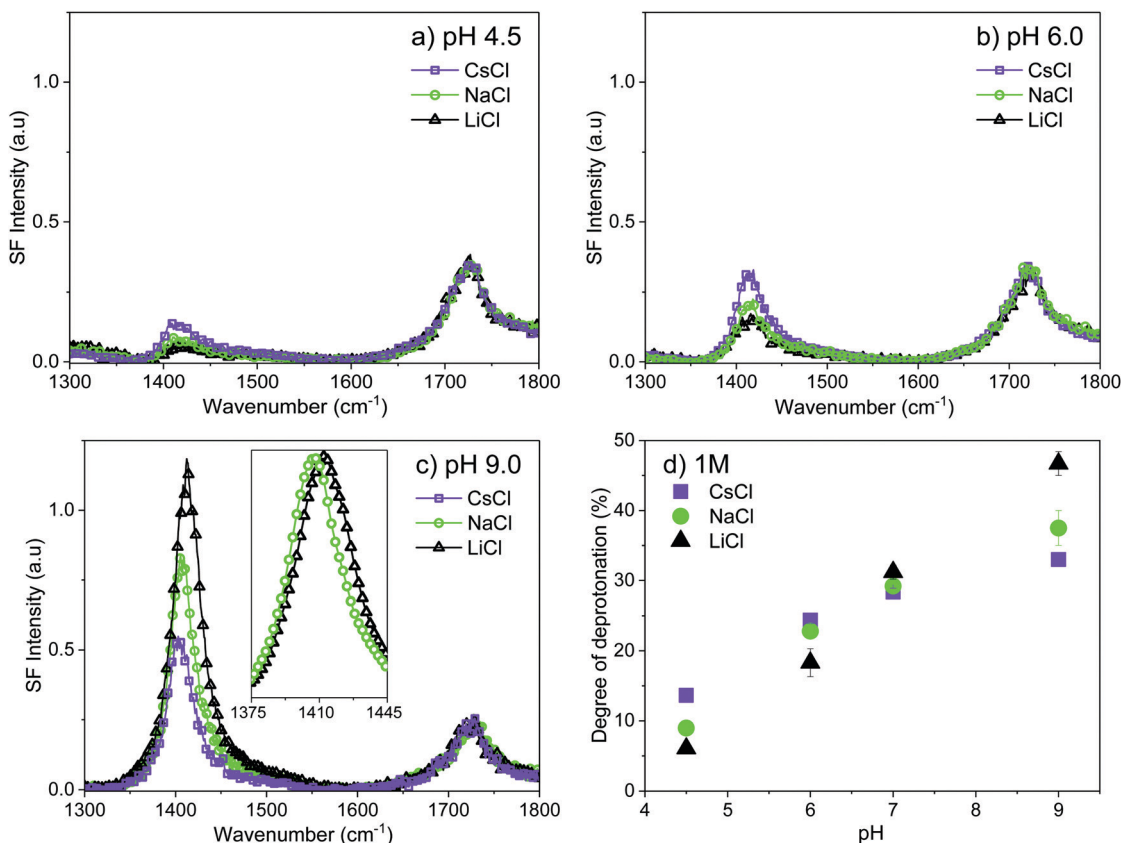 a) pH 4.5
CsCl
NaCl
LiCl
1.0
0.5
0.0
SF Intensity (a.u)
1300 1400 1500 1600 1700 1800
Wavenumber (cm⁻¹)
b) pH 6.0
CsCl
NaCl
LiCl
1.0
0.5
0.0
SF Intensity (a.u)
1300 1400 1500 1600 1700 1800
Wavenumber (cm⁻¹)
c) pH 9.0
CsCl
NaCl
LiCl
1.0
0.5
0.0
SF Intensity (a.u)
1375 1410 1445
1300 1400 1500 1600 1700 1800
Wavenumber (cm⁻¹)
d) 1M
CsCl
NaCl
LiCl
50
40
30
20
10
0
Degree of deprotonation (%)
4 5 6 7 8 9
pH